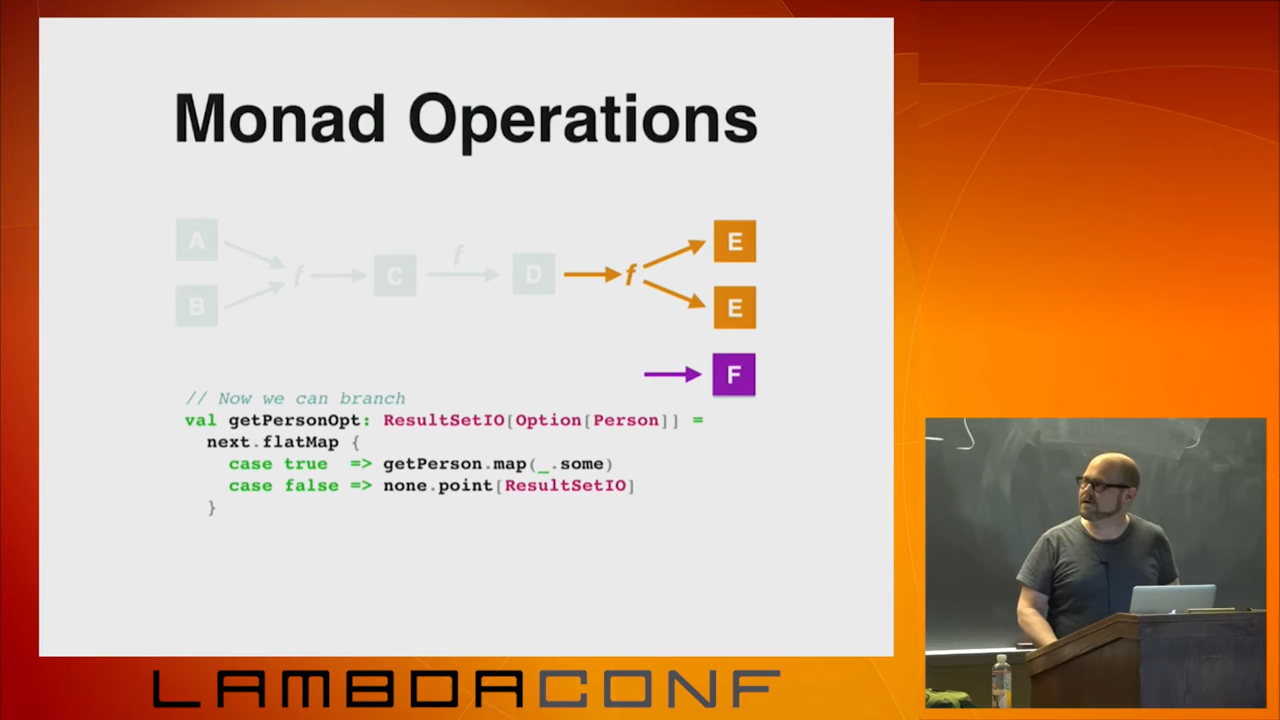 Monad Operations
A
B
f
C
f
D
f
E
E
F
// Now we can branch
val getPersonOpt: ResultSetIO[Option[Person]] =
next.flatMap {
case true => getPerson.map(_.some)
case false => none.point[ResultSetIO]
}
LAMBDACONF